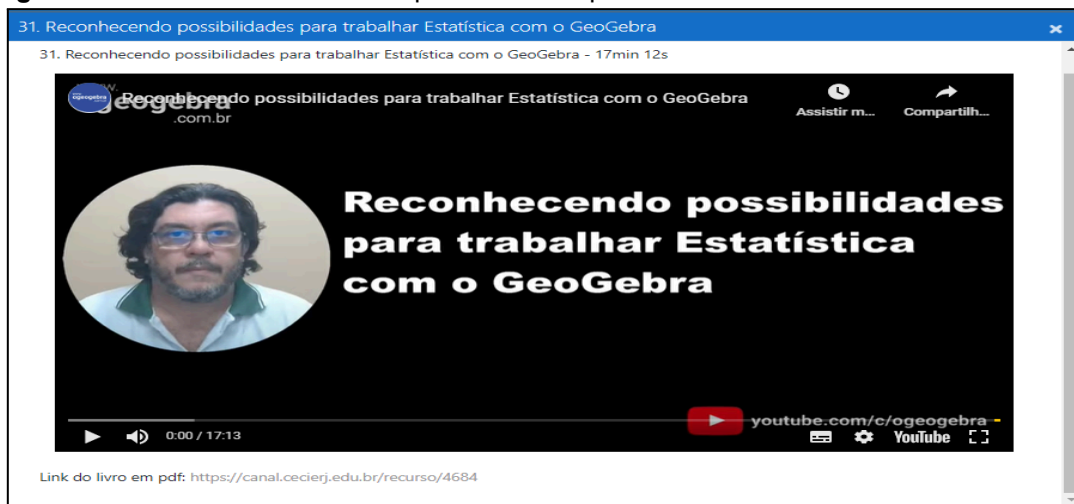 31. Reconhecendo possibilidades para trabalhar Estatística com o GeoGebra
31. Reconhecendo possibilidades para trabalhar Estatística com o GeoGebra - 17min 12s
Reconhecendo possibilidades para trabalhar Estatística com o GeoGebra
geogebra
.com.br
Assistir m...
Compartilh...
Reconhecendo possibilidades
para trabalhar Estatística
com o GeoGebra
youtube.com/c/ogeogebra
0:00 / 17:13
YouTube
Link do livro em pdf: https://canal.cecierj.edu.br/recurso/4684